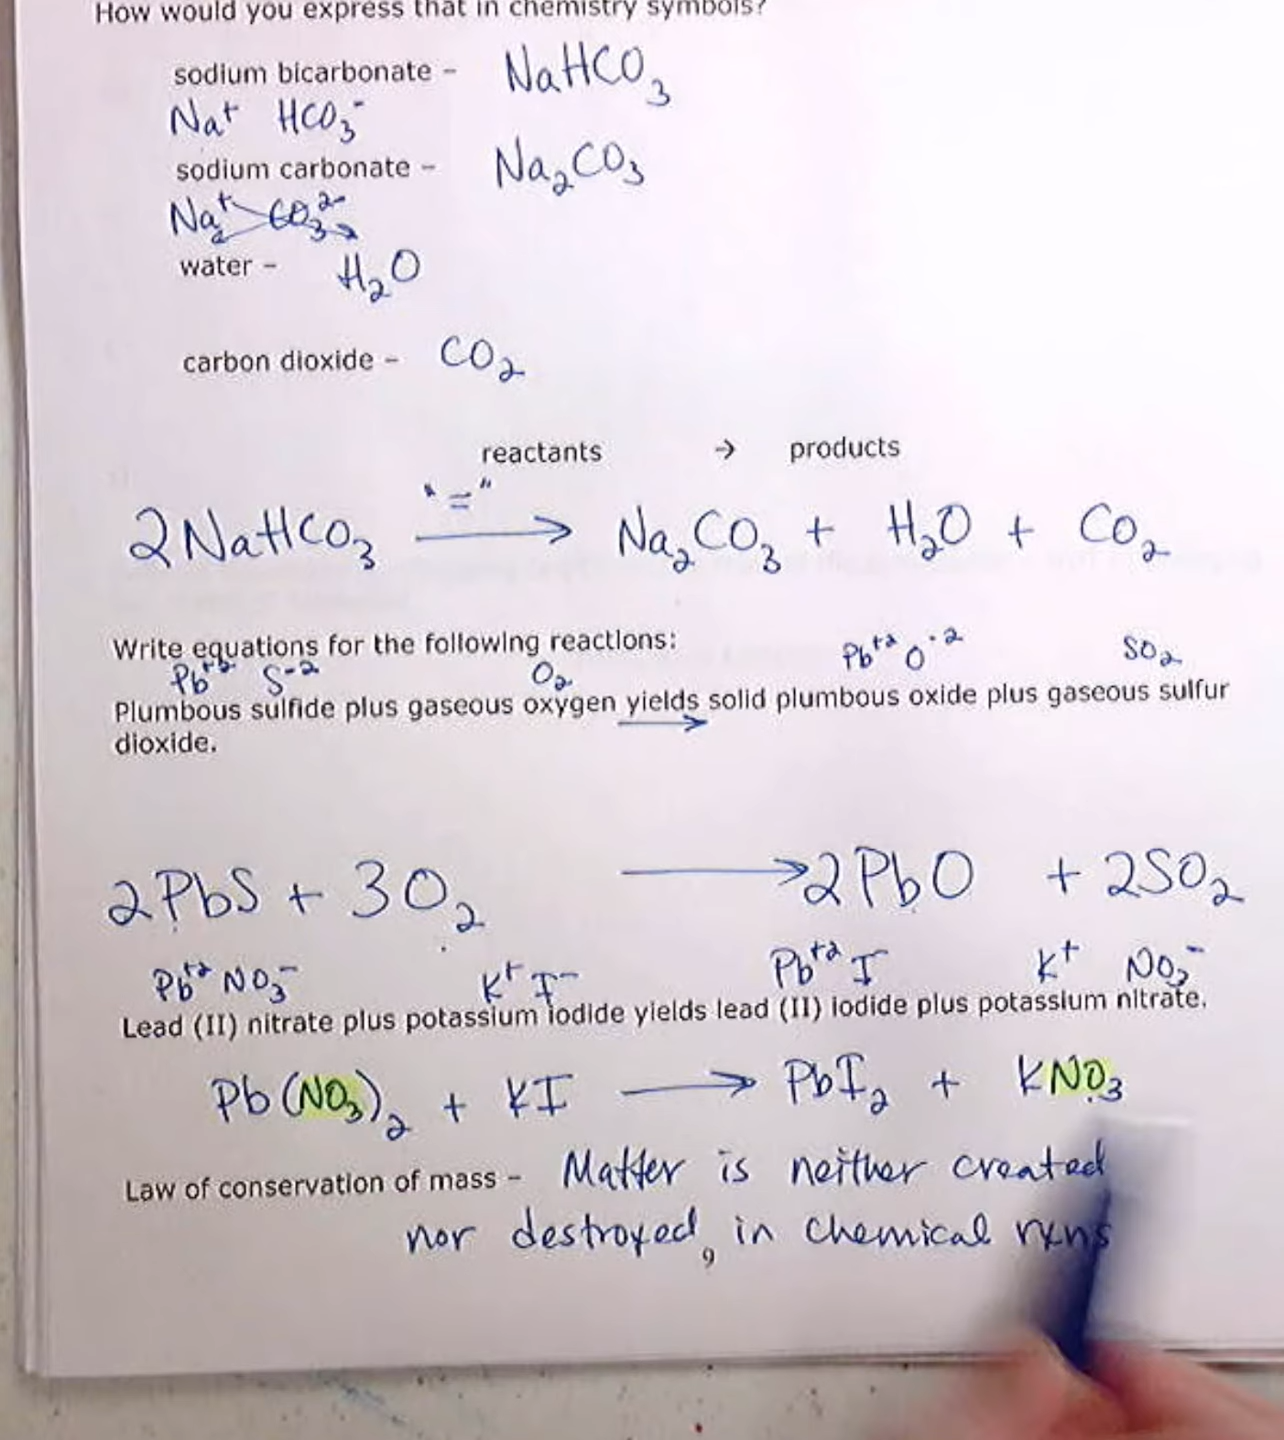 How would you express that in chemistry symbols?
sodium bicarbonate - NaHCO₃
Na⁺ HCO₃⁻
sodium carbonate - Na₂CO₃
Na⁺₂ CO₃²⁻
water - H₂O
carbon dioxide - CO₂
reactants → products
"="
2NaHCO₃ → Na₂CO₃ + H₂O + CO₂
Write equations for the following reactions:
Pb⁺² S⁻² O₂ Pb⁺² O⁻² SO₂
Plumbous sulfide plus gaseous oxygen yields solid plumbous oxide plus gaseous sulfur
dioxide.
2PbS + 3O₂ → 2PbO + 2SO₂
Pb⁺² NO₃⁻ K⁺ I⁻ Pb⁺² I⁻ K⁺ NO₃⁻
Lead (II) nitrate plus potassium iodide yields lead (II) iodide plus potassium nitrate.
Pb(NO₃)₂ + KI → PbI₂ + KNO₃
Law of conservation of mass - Matter is neither created
nor destroyed in chemical rxns
9